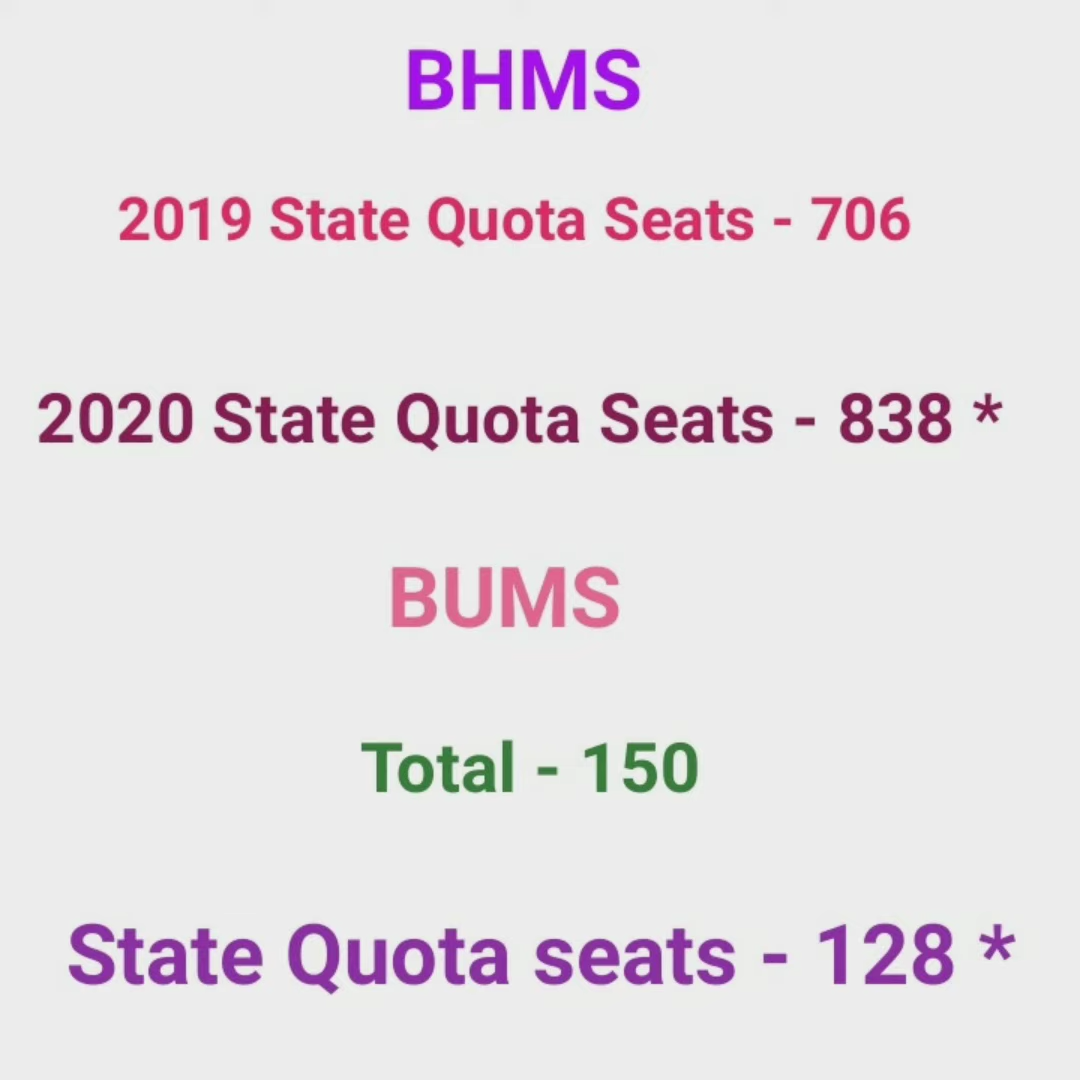 BHMS
2019 State Quota Seats - 706
2020 State Quota Seats - 838 *
BUMS
Total - 150
State Quota seats - 128 *